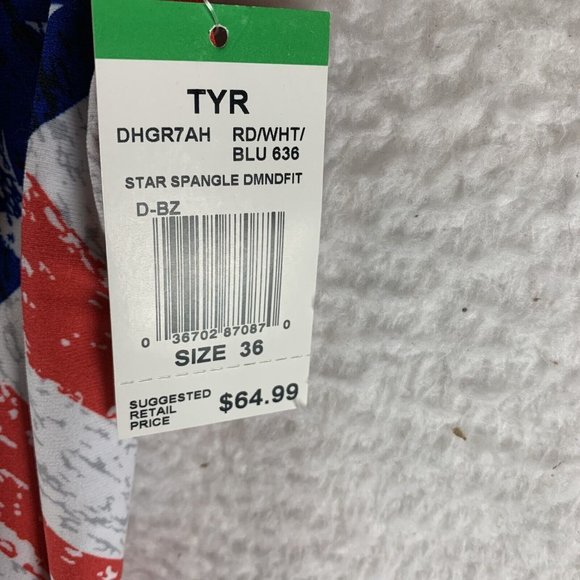 TYR
DHGR7AH RD/WHT/
BLU 636
STAR SPANGLE DMNDFIT
D-BZ
0 36702 87087 0
SIZE 36
SUGGESTED
RETAIL
PRICE
$64.99